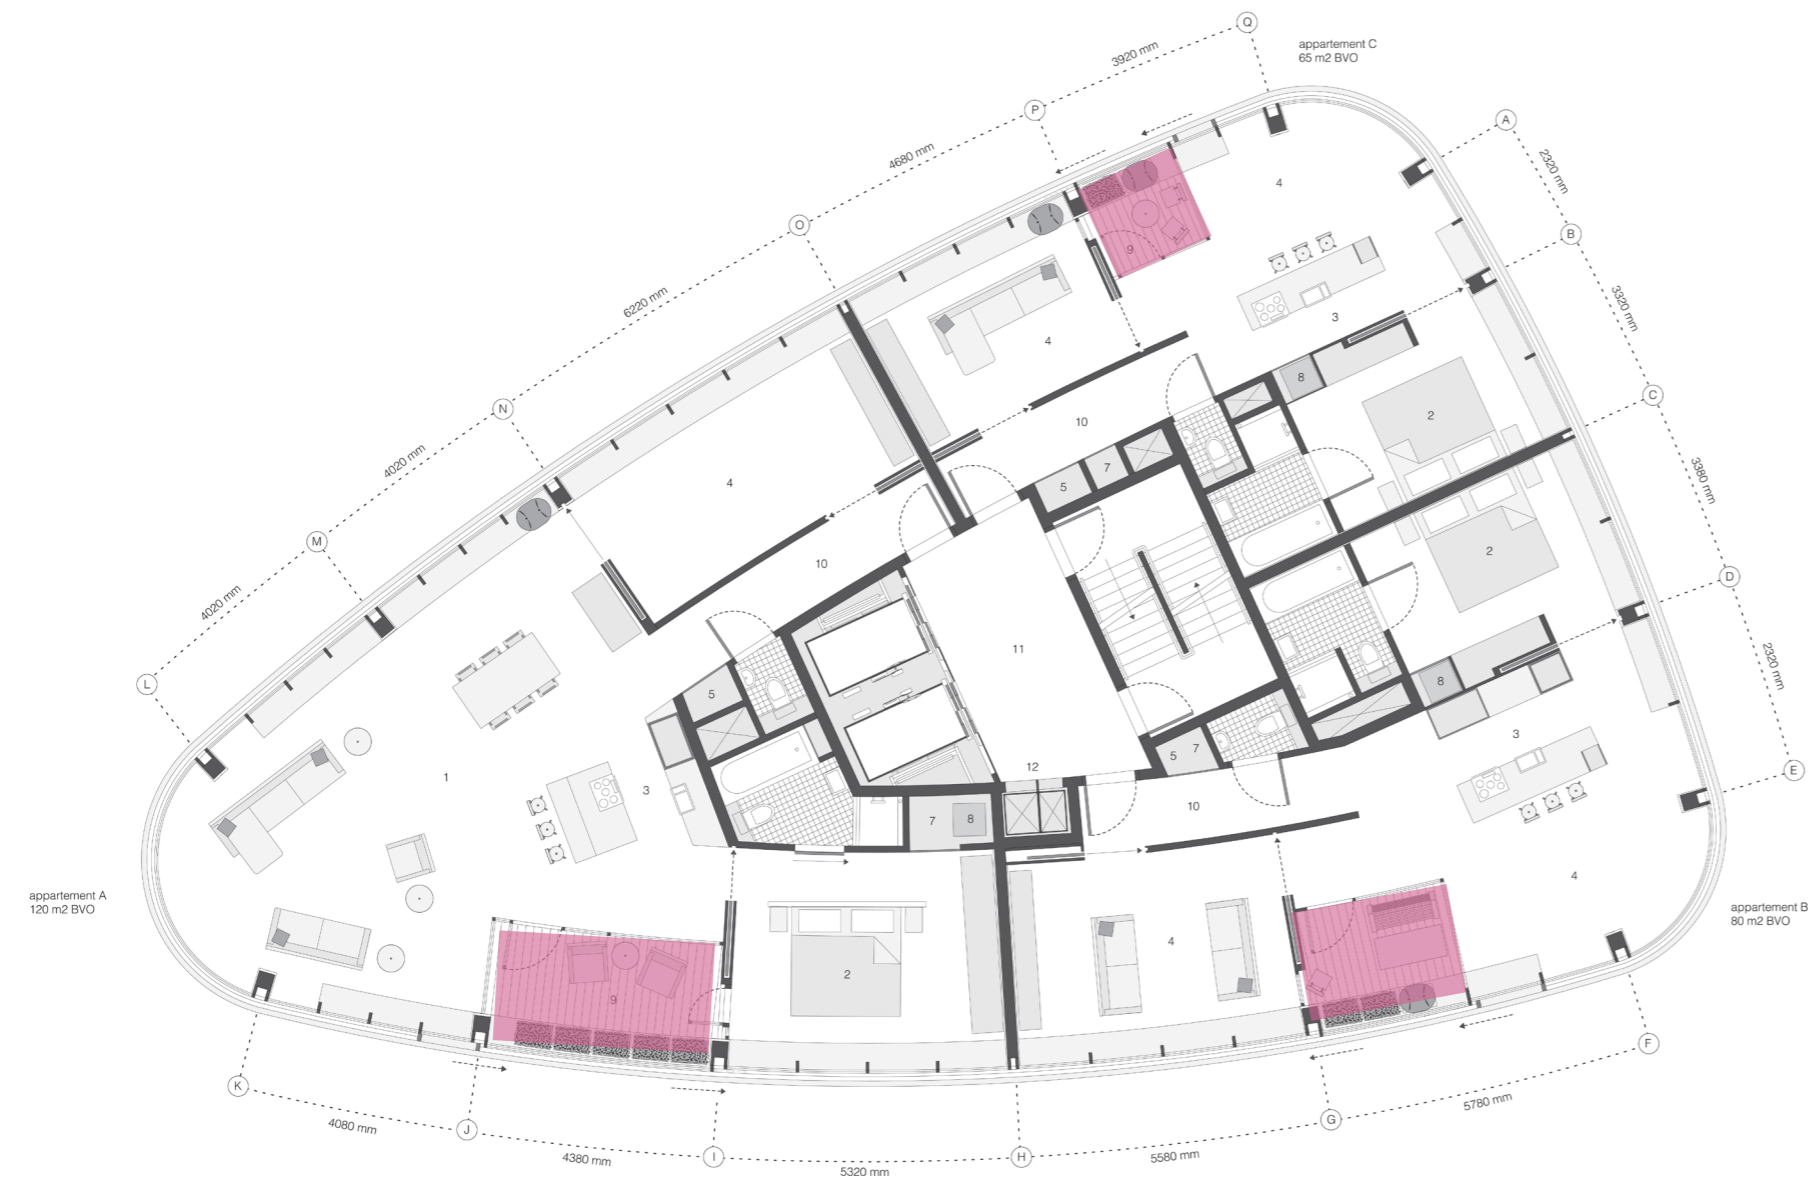 Q
appartement C
65 m2 BVO
3920 mm
P
A
4680 mm
2320 mm
4
O
B
9
6220 mm
3320 mm
3
4
8
C
N
2
10
4020 mm
7
5
3380 mm
4
M
2
10
D
4020 mm
11
L
5
8
2320 mm
3
5 7
12
E
1
3
10
7
8
4
appartement A
120 m2 BVO
appartement B
80 m2 BVO
4
2
9
F
K
5780 mm
G
4080 mm
J
I
H
5580 mm
4380 mm
5320 mm